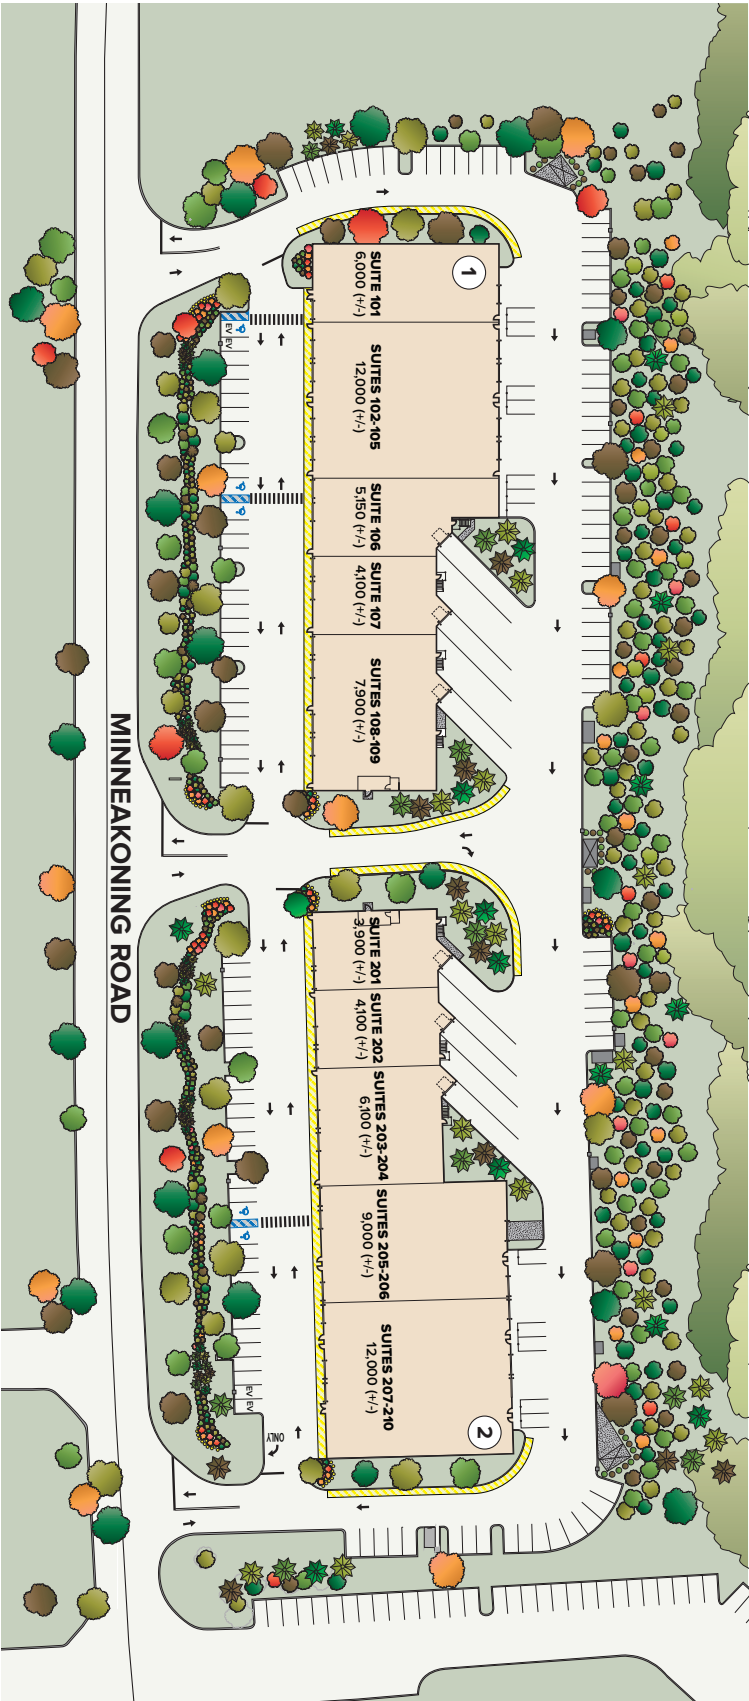 1
SUITE 101
6,000 (+/-)
EV EV
SUITES 102-105
12,000 (+/-)
SUITE 106
5,150 (+/-)
SUITE 107
4,100 (+/-)
SUITES 108-109
7,900 (+/-)
MINNEAKONING ROAD
SUITE 201
3,900 (+/-)
SUITE 202
4,100 (+/-)
SUITES 203-204
6,100 (+/-)
SUITES 205-206
9,000 (+/-)
SUITES 207-210
12,000 (+/-)
EV EV
ONLY
2